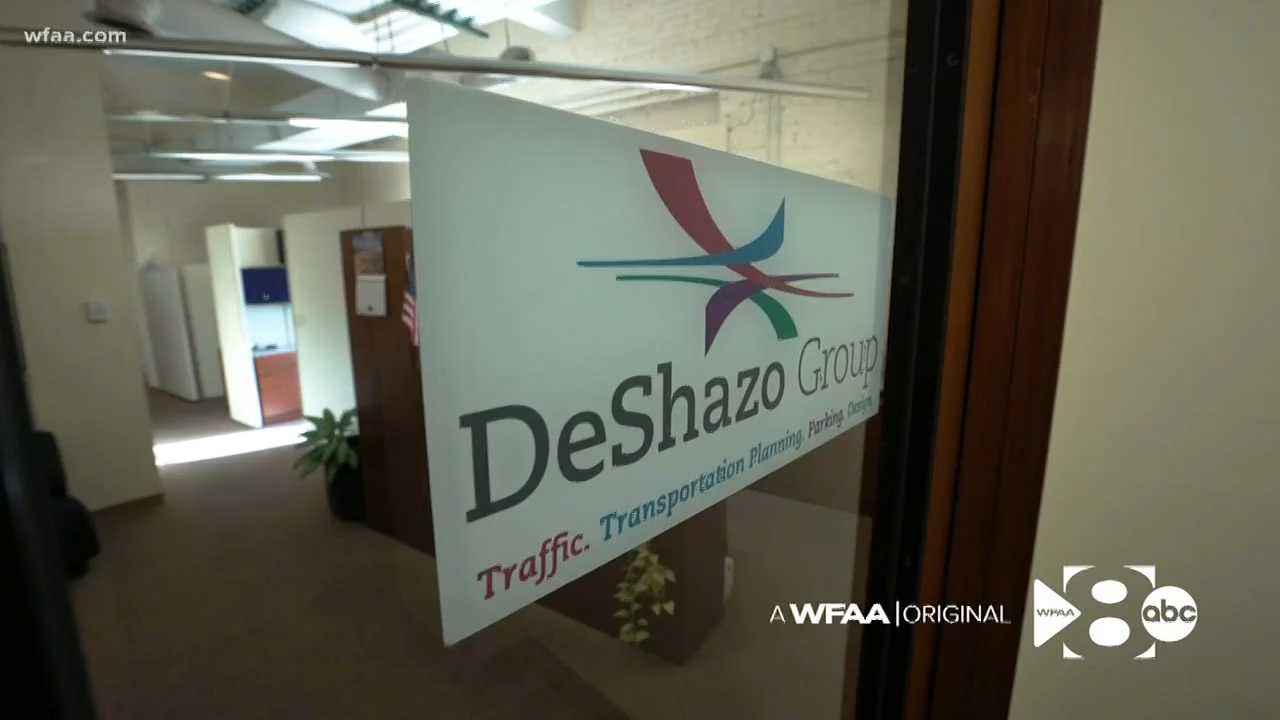 wfaa.com
DeShazo Group
Traffic. Transportation Planning. Parking. Design.
A WFAA | ORIGINAL
WFAA 8 abc